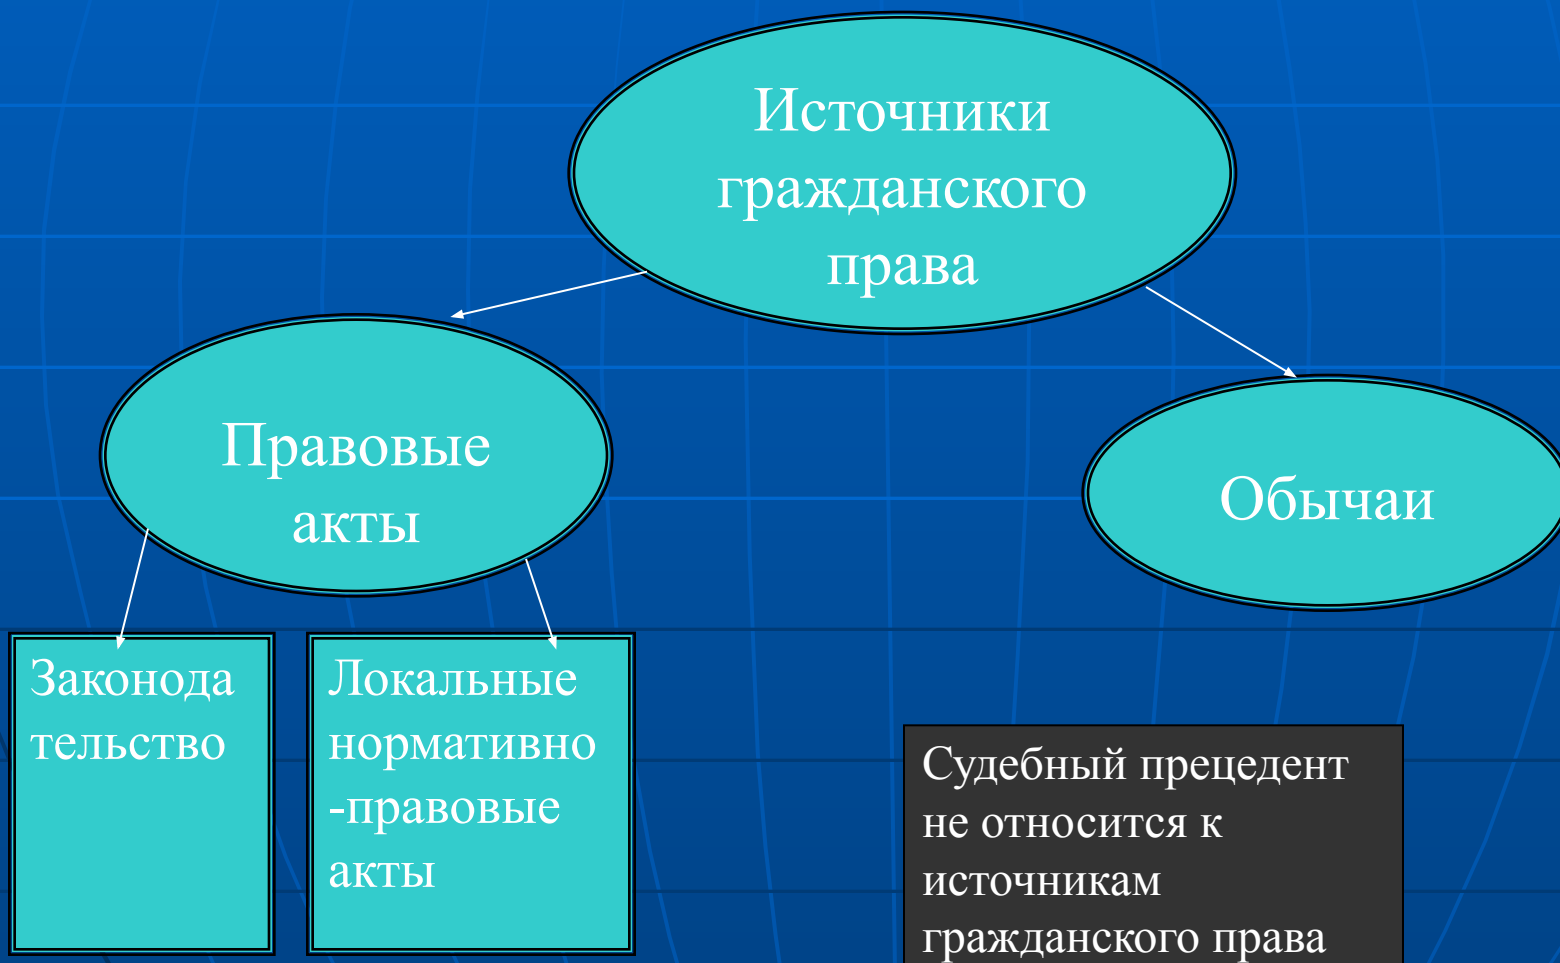 Источники
гражданского
права
Правовые
акты
Обычаи
Законода
тельство
Локальные
нормативно
-правовые
акты
Судебный прецедент
не относится к
источникам
гражданского права